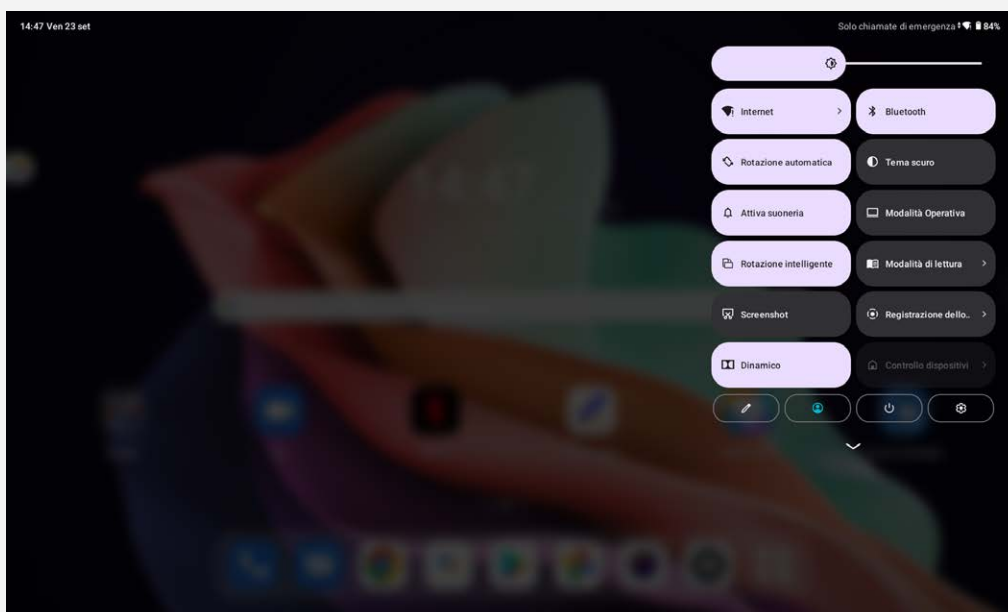 14:47 Ven 23 set
Solo chiamate di emergenza 84%
Internet
Bluetooth
Rotazione automatica
Tema scuro
Attiva suoneria
Modalità Operativa
Rotazione intelligente
Modalità di lettura
Screenshot
Registrazione dello..
Dinamico
Controllo dispositivi